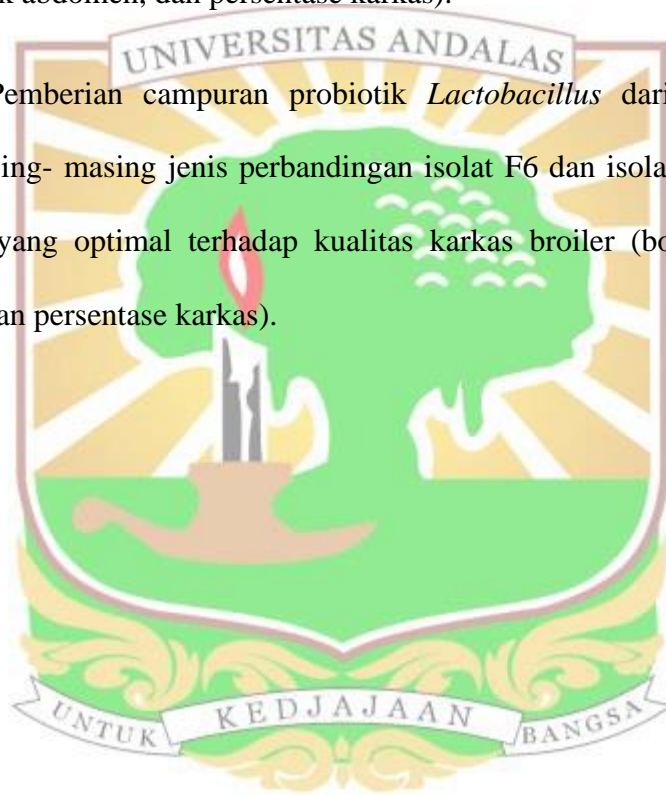 k abdomen, dan persentase karkas).
UNIVERSITAS ANDALAS
Pemberian campuran probiotik Lactobacillus dari
ing- masing jenis perbandingan isolat F6 dan isola
yang optimal terhadap kualitas karkas broiler (bo
an persentase karkas).
UNTUK KEDJAJAAN BANGSA